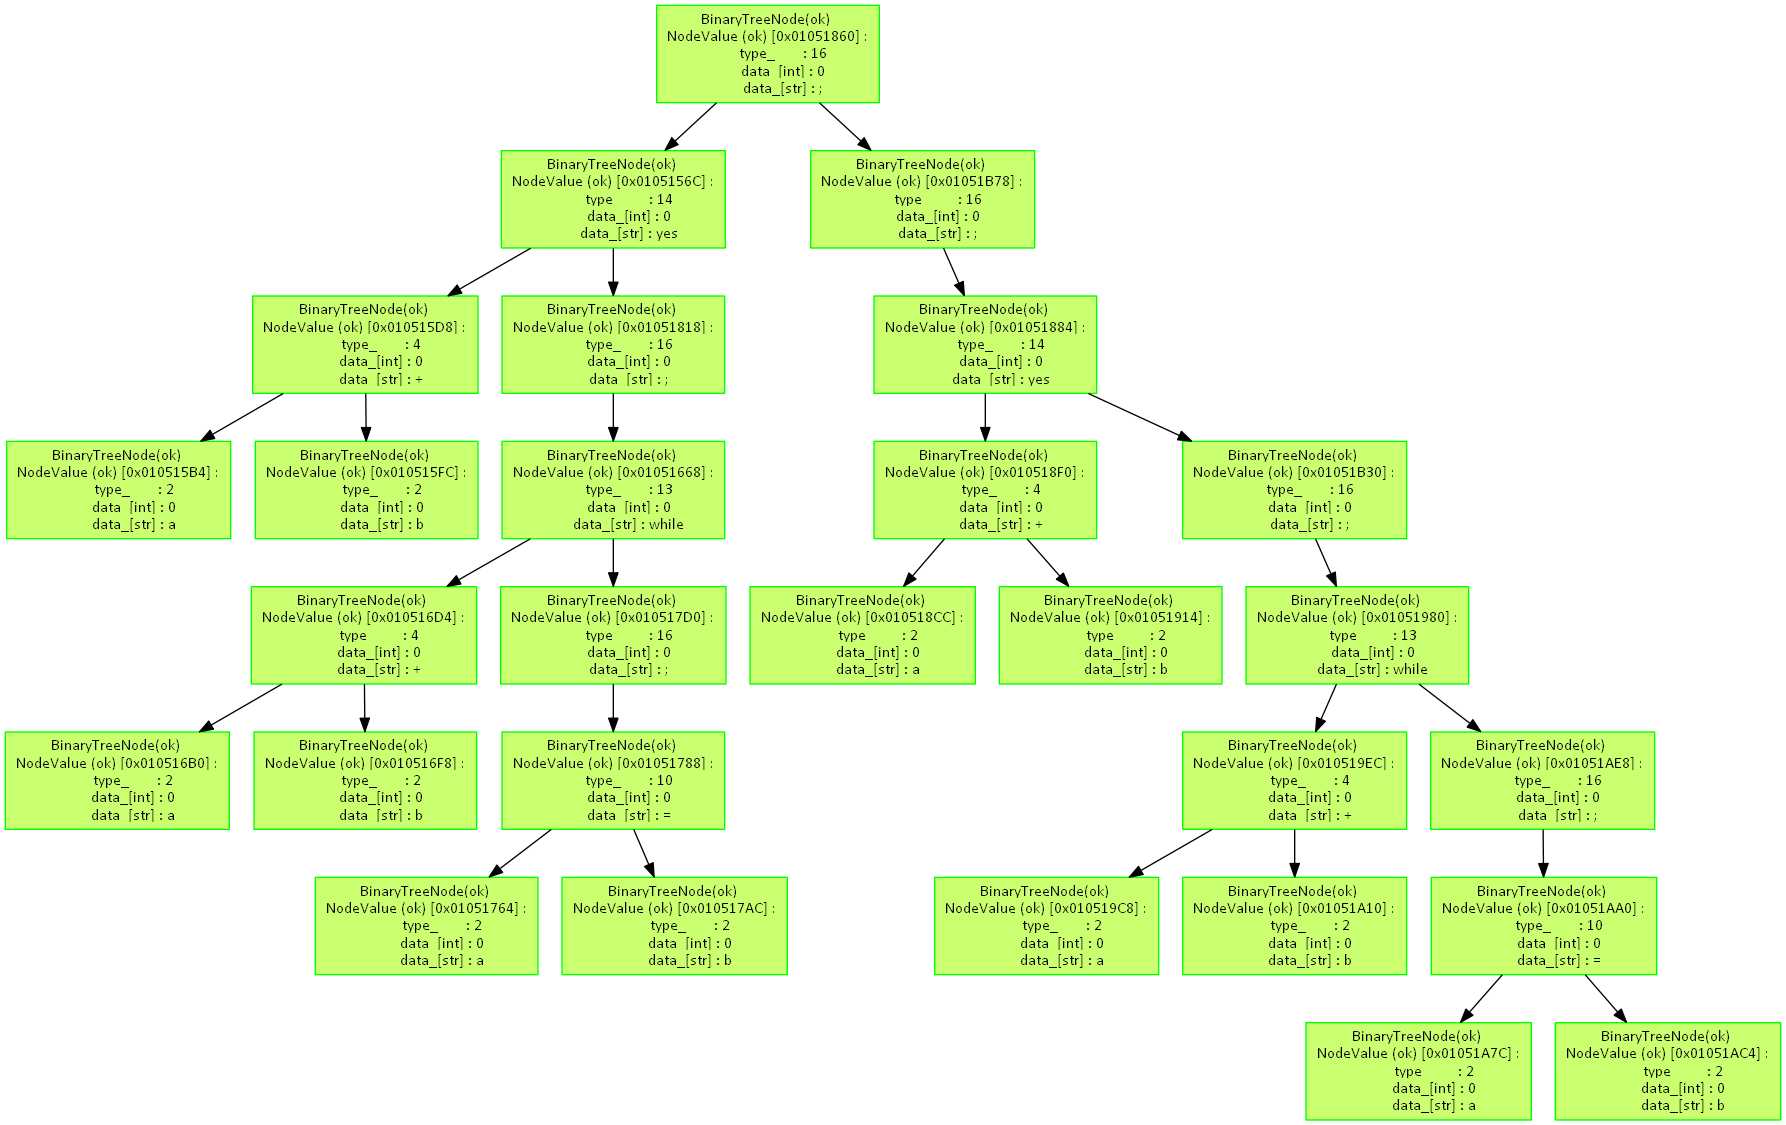 BinaryTreeNode(ok)
NodeValue (ok) [0x01051860] :
type_ : 16
data_[int] : 0
data_[str] : ;
BinaryTreeNode(ok)
NodeValue (ok) [0x0105156C] :
type_ : 14
data_[int] : 0
data_[str] : yes
BinaryTreeNode(ok)
NodeValue (ok) [0x01051B78] :
type_ : 16
data_[int] : 0
data_[str] : ;
BinaryTreeNode(ok)
NodeValue (ok) [0x010515D8] :
type_ : 4
data_[int] : 0
data_[str] : +
BinaryTreeNode(ok)
NodeValue (ok) [0x01051818] :
type_ : 16
data_[int] : 0
data_[str] : ;
BinaryTreeNode(ok)
NodeValue (ok) [0x01051884] :
type_ : 14
data_[int] : 0
data_[str] : yes
BinaryTreeNode(ok)
NodeValue (ok) [0x010515B4] :
type_ : 2
data_[int] : 0
data_[str] : a
BinaryTreeNode(ok)
NodeValue (ok) [0x010515FC] :
type_ : 2
data_[int] : 0
data_[str] : b
BinaryTreeNode(ok)
NodeValue (ok) [0x01051668] :
type_ : 13
data_[int] : 0
data_[str] : while
BinaryTreeNode(ok)
NodeValue (ok) [0x010518F0] :
type_ : 4
data_[int] : 0
data_[str] : +
BinaryTreeNode(ok)
NodeValue (ok) [0x01051B30] :
type_ : 16
data_[int] : 0
data_[str] : ;
BinaryTreeNode(ok)
NodeValue (ok) [0x010516D4] :
type_ : 4
data_[int] : 0
data_[str] : +
BinaryTreeNode(ok)
NodeValue (ok) [0x010517D0] :
type_ : 16
data_[int] : 0
data_[str] : ;
BinaryTreeNode(ok)
NodeValue (ok) [0x010518CC] :
type_ : 2
data_[int] : 0
data_[str] : a
BinaryTreeNode(ok)
NodeValue (ok) [0x01051914] :
type_ : 2
data_[int] : 0
data_[str] : b
BinaryTreeNode(ok)
NodeValue (ok) [0x01051980] :
type_ : 13
data_[int] : 0
data_[str] : while
BinaryTreeNode(ok)
NodeValue (ok) [0x010516B0] :
type_ : 2
data_[int] : 0
data_[str] : a
BinaryTreeNode(ok)
NodeValue (ok) [0x010516F8] :
type_ : 2
data_[int] : 0
data_[str] : b
BinaryTreeNode(ok)
NodeValue (ok) [0x01051788] :
type_ : 10
data_[int] : 0
data_[str] : =
BinaryTreeNode(ok)
NodeValue (ok) [0x010519EC] :
type_ : 4
data_[int] : 0
data_[str] : +
BinaryTreeNode(ok)
NodeValue (ok) [0x01051AE8] :
type_ : 16
data_[int] : 0
data_[str] : ;
BinaryTreeNode(ok)
NodeValue (ok) [0x01051764] :
type_ : 2
data_[int] : 0
data_[str] : a
BinaryTreeNode(ok)
NodeValue (ok) [0x010517AC] :
type_ : 2
data_[int] : 0
data_[str] : b
BinaryTreeNode(ok)
NodeValue (ok) [0x010519C8] :
type_ : 2
data_[int] : 0
data_[str] : a
BinaryTreeNode(ok)
NodeValue (ok) [0x01051A10] :
type_ : 2
data_[int] : 0
data_[str] : b
BinaryTreeNode(ok)
NodeValue (ok) [0x01051AA0] :
type_ : 10
data_[int] : 0
data_[str] : =
BinaryTreeNode(ok)
NodeValue (ok) [0x01051A7C] :
type_ : 2
data_[int] : 0
data_[str] : a
BinaryTreeNode(ok)
NodeValue (ok) [0x01051AC4] :
type_ : 2
data_[int] : 0
data_[str] : b